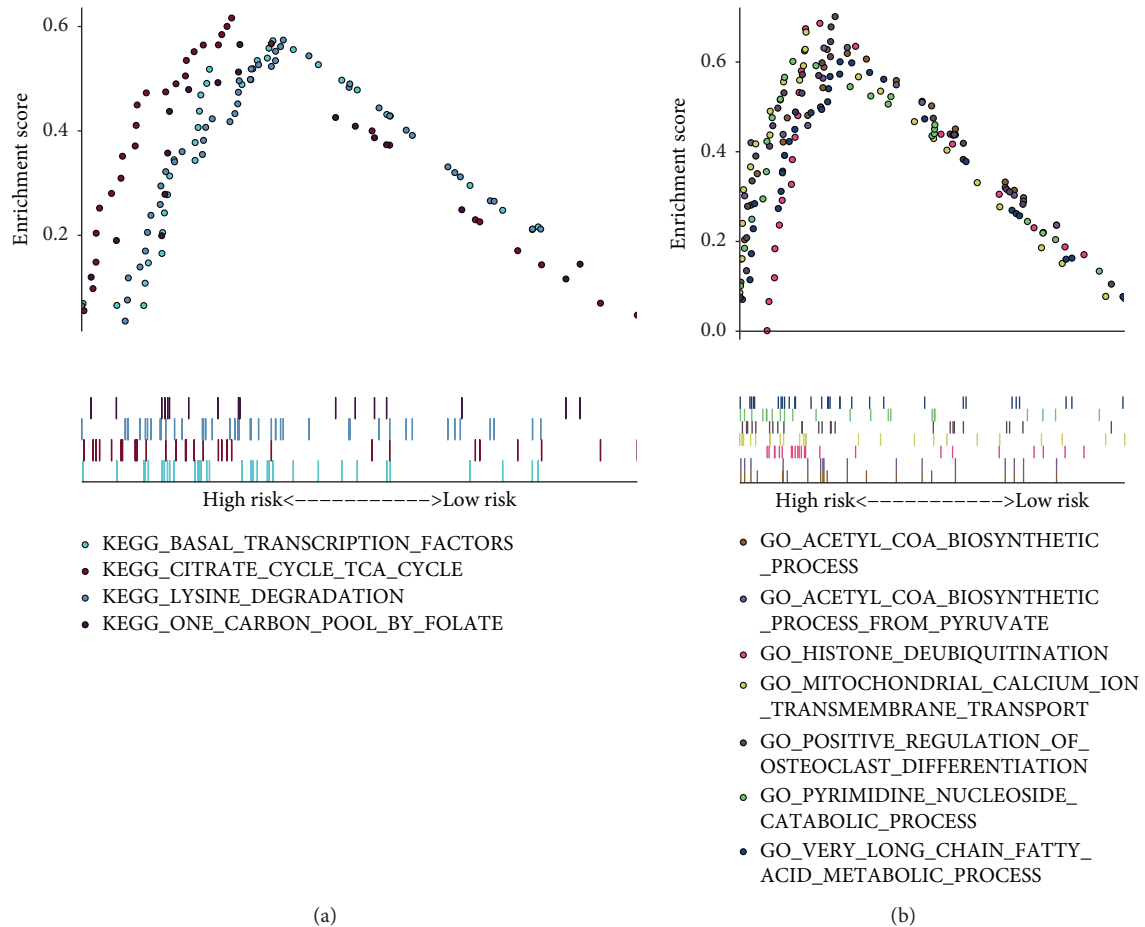 Enrichment score
0.6
0.4
0.2
High risk<−−−−−−−−−−−>Low risk
KEGG_BASAL_TRANSCRIPTION_FACTORS
KEGG_CITRATE_CYCLE_TCA_CYCLE
KEGG_LYSINE_DEGRADATION
KEGG_ONE_CARBON_POOL_BY_FOLATE
(a)
Enrichment score
0.6
0.4
0.2
0.0
High risk<−−−−−−−−−−−>Low risk
GO_ACETYL_COA_BIOSYNTHETIC
_PROCESS
GO_ACETYL_COA_BIOSYNTHETIC
_PROCESS_FROM_PYRUVATE
GO_HISTONE_DEUBIQUITINATION
GO_MITOCHONDRIAL_CALCIUM_ION
_TRANSMEMBRANE_TRANSPORT
GO_POSITIVE_REGULATION_OF_
OSTEOCLAST_DIFFERENTIATION
GO_PYRIMIDINE_NUCLEOSIDE_
CATABOLIC_PROCESS
GO_VERY_LONG_CHAIN_FATTY_
ACID_METABOLIC_PROCESS
(b)